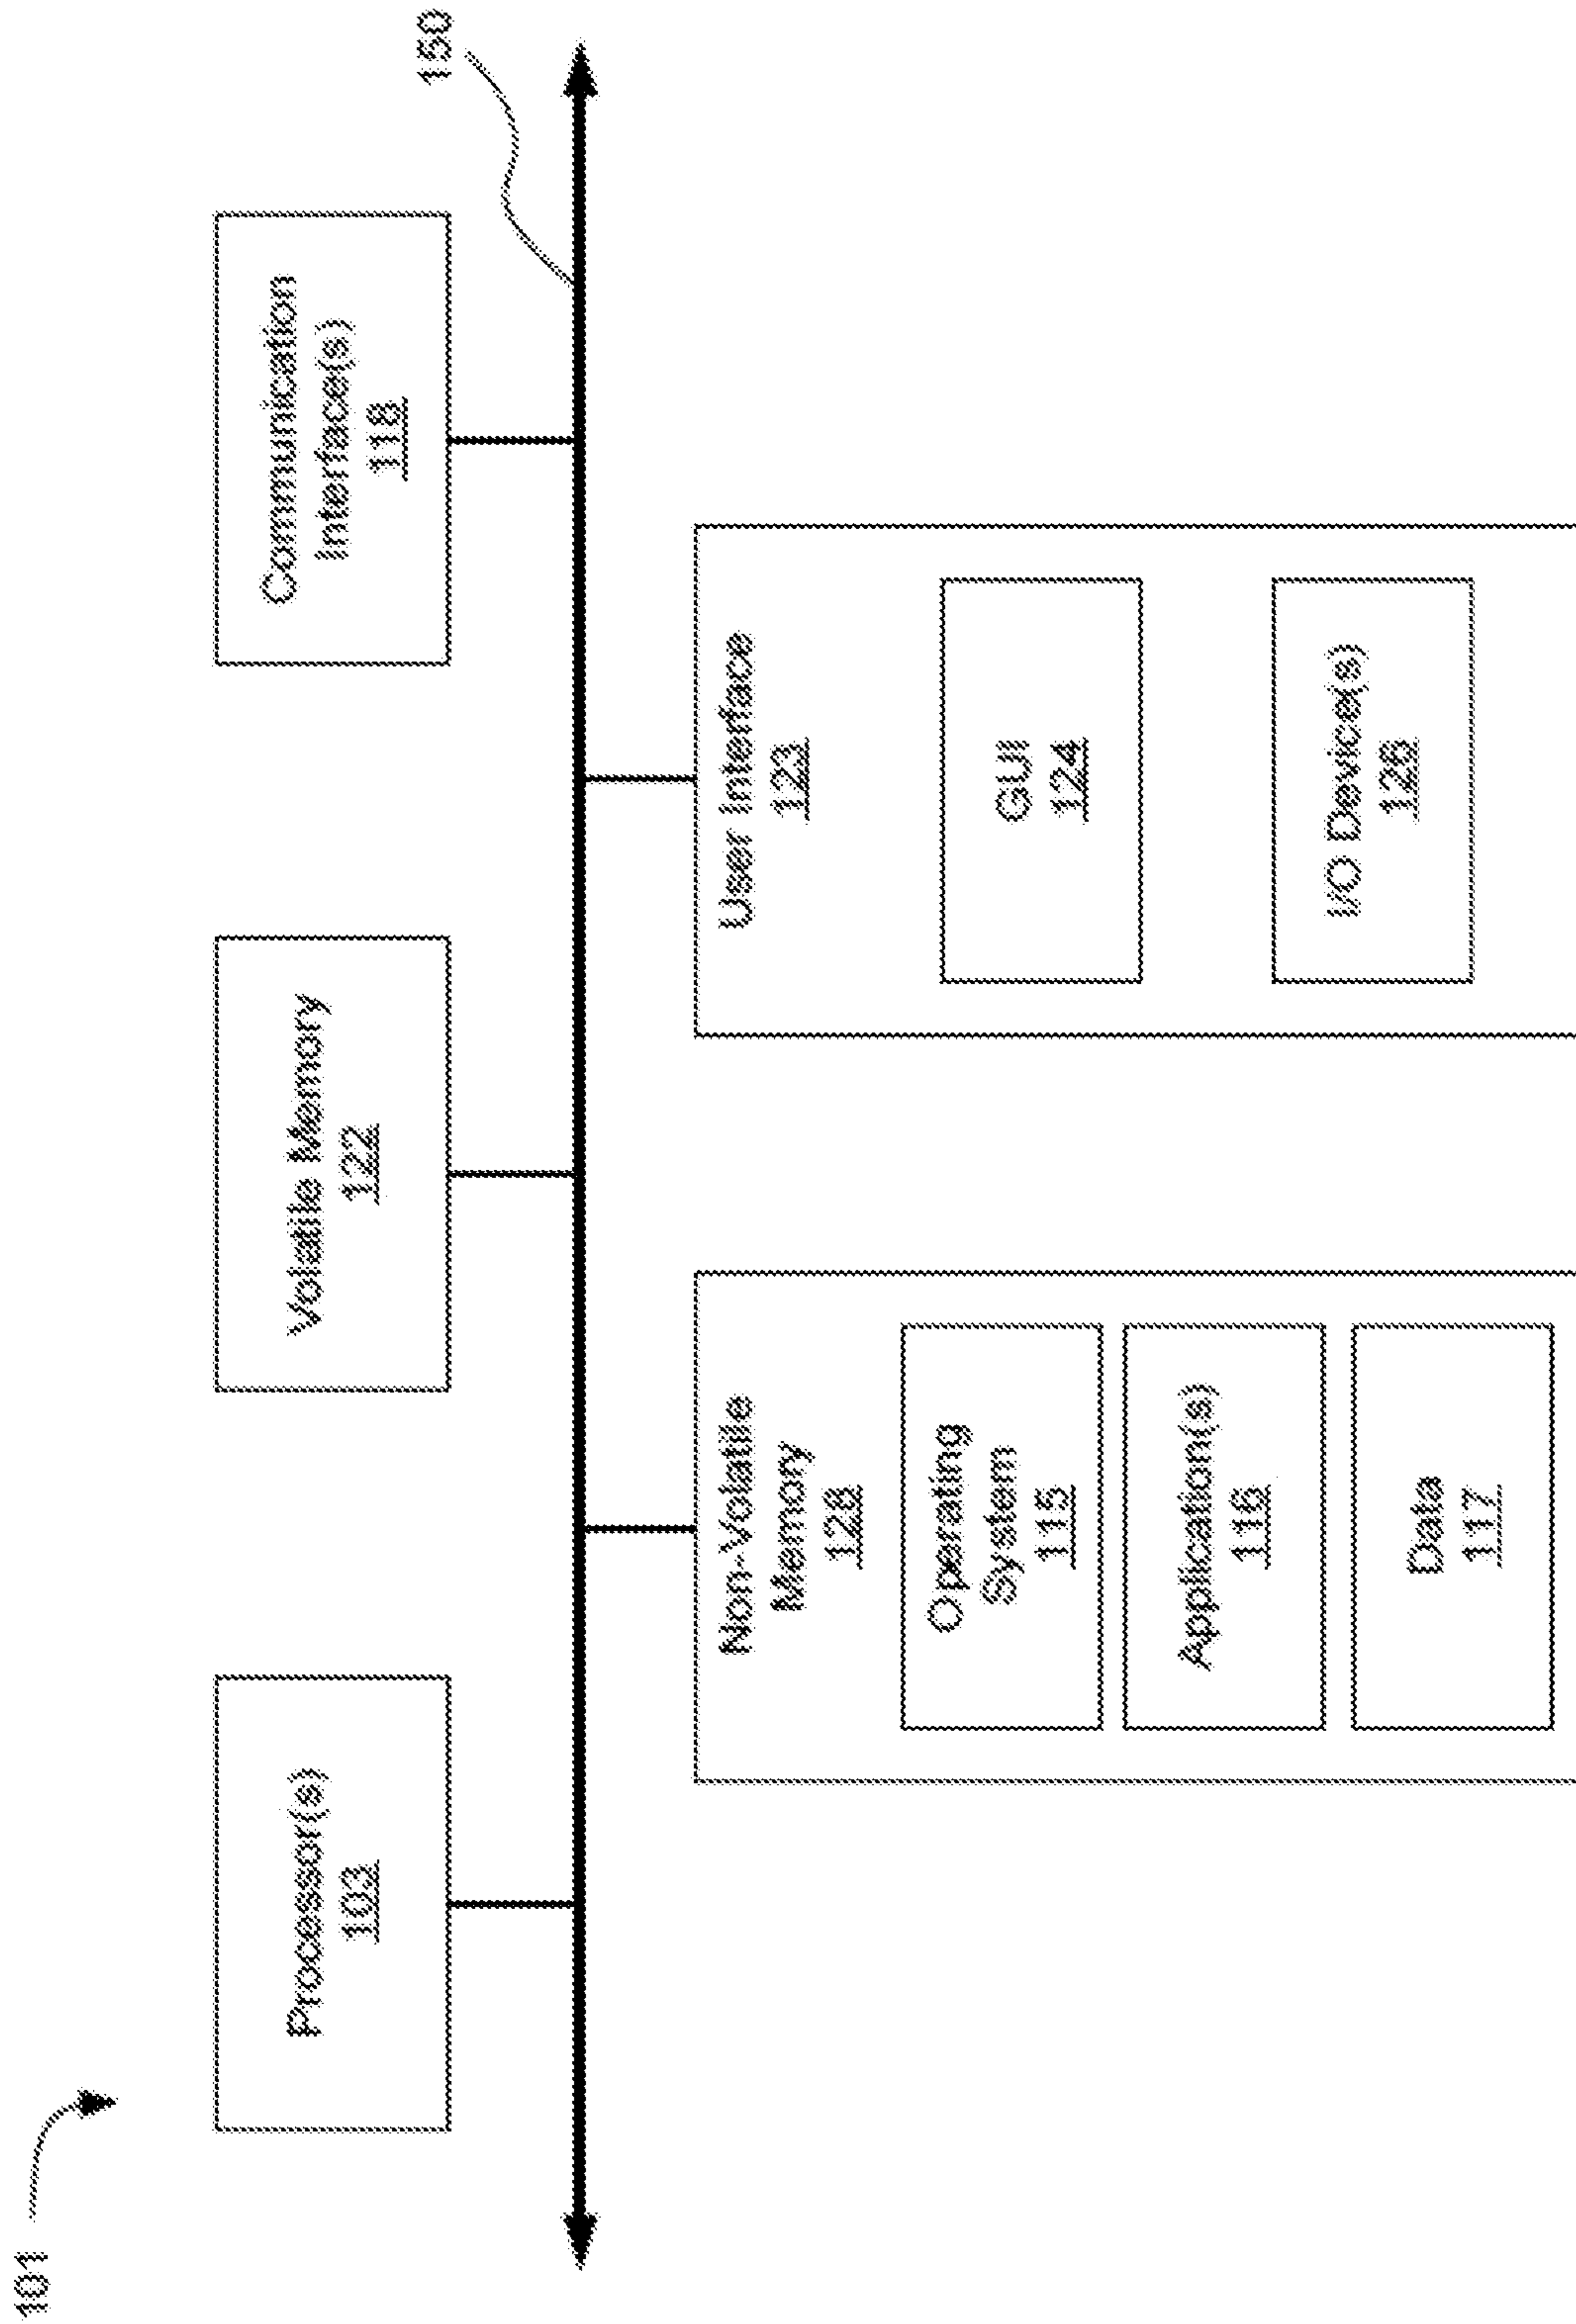 101
Processor(s)
103
Volatile Memory
122
Communication
Interface(s)
118
150
Non-Volatile
Memory
128
Operating
System
115
Application(s)
116
Data
117
User Interface
123
GUI
124
I/O Device(s)
126